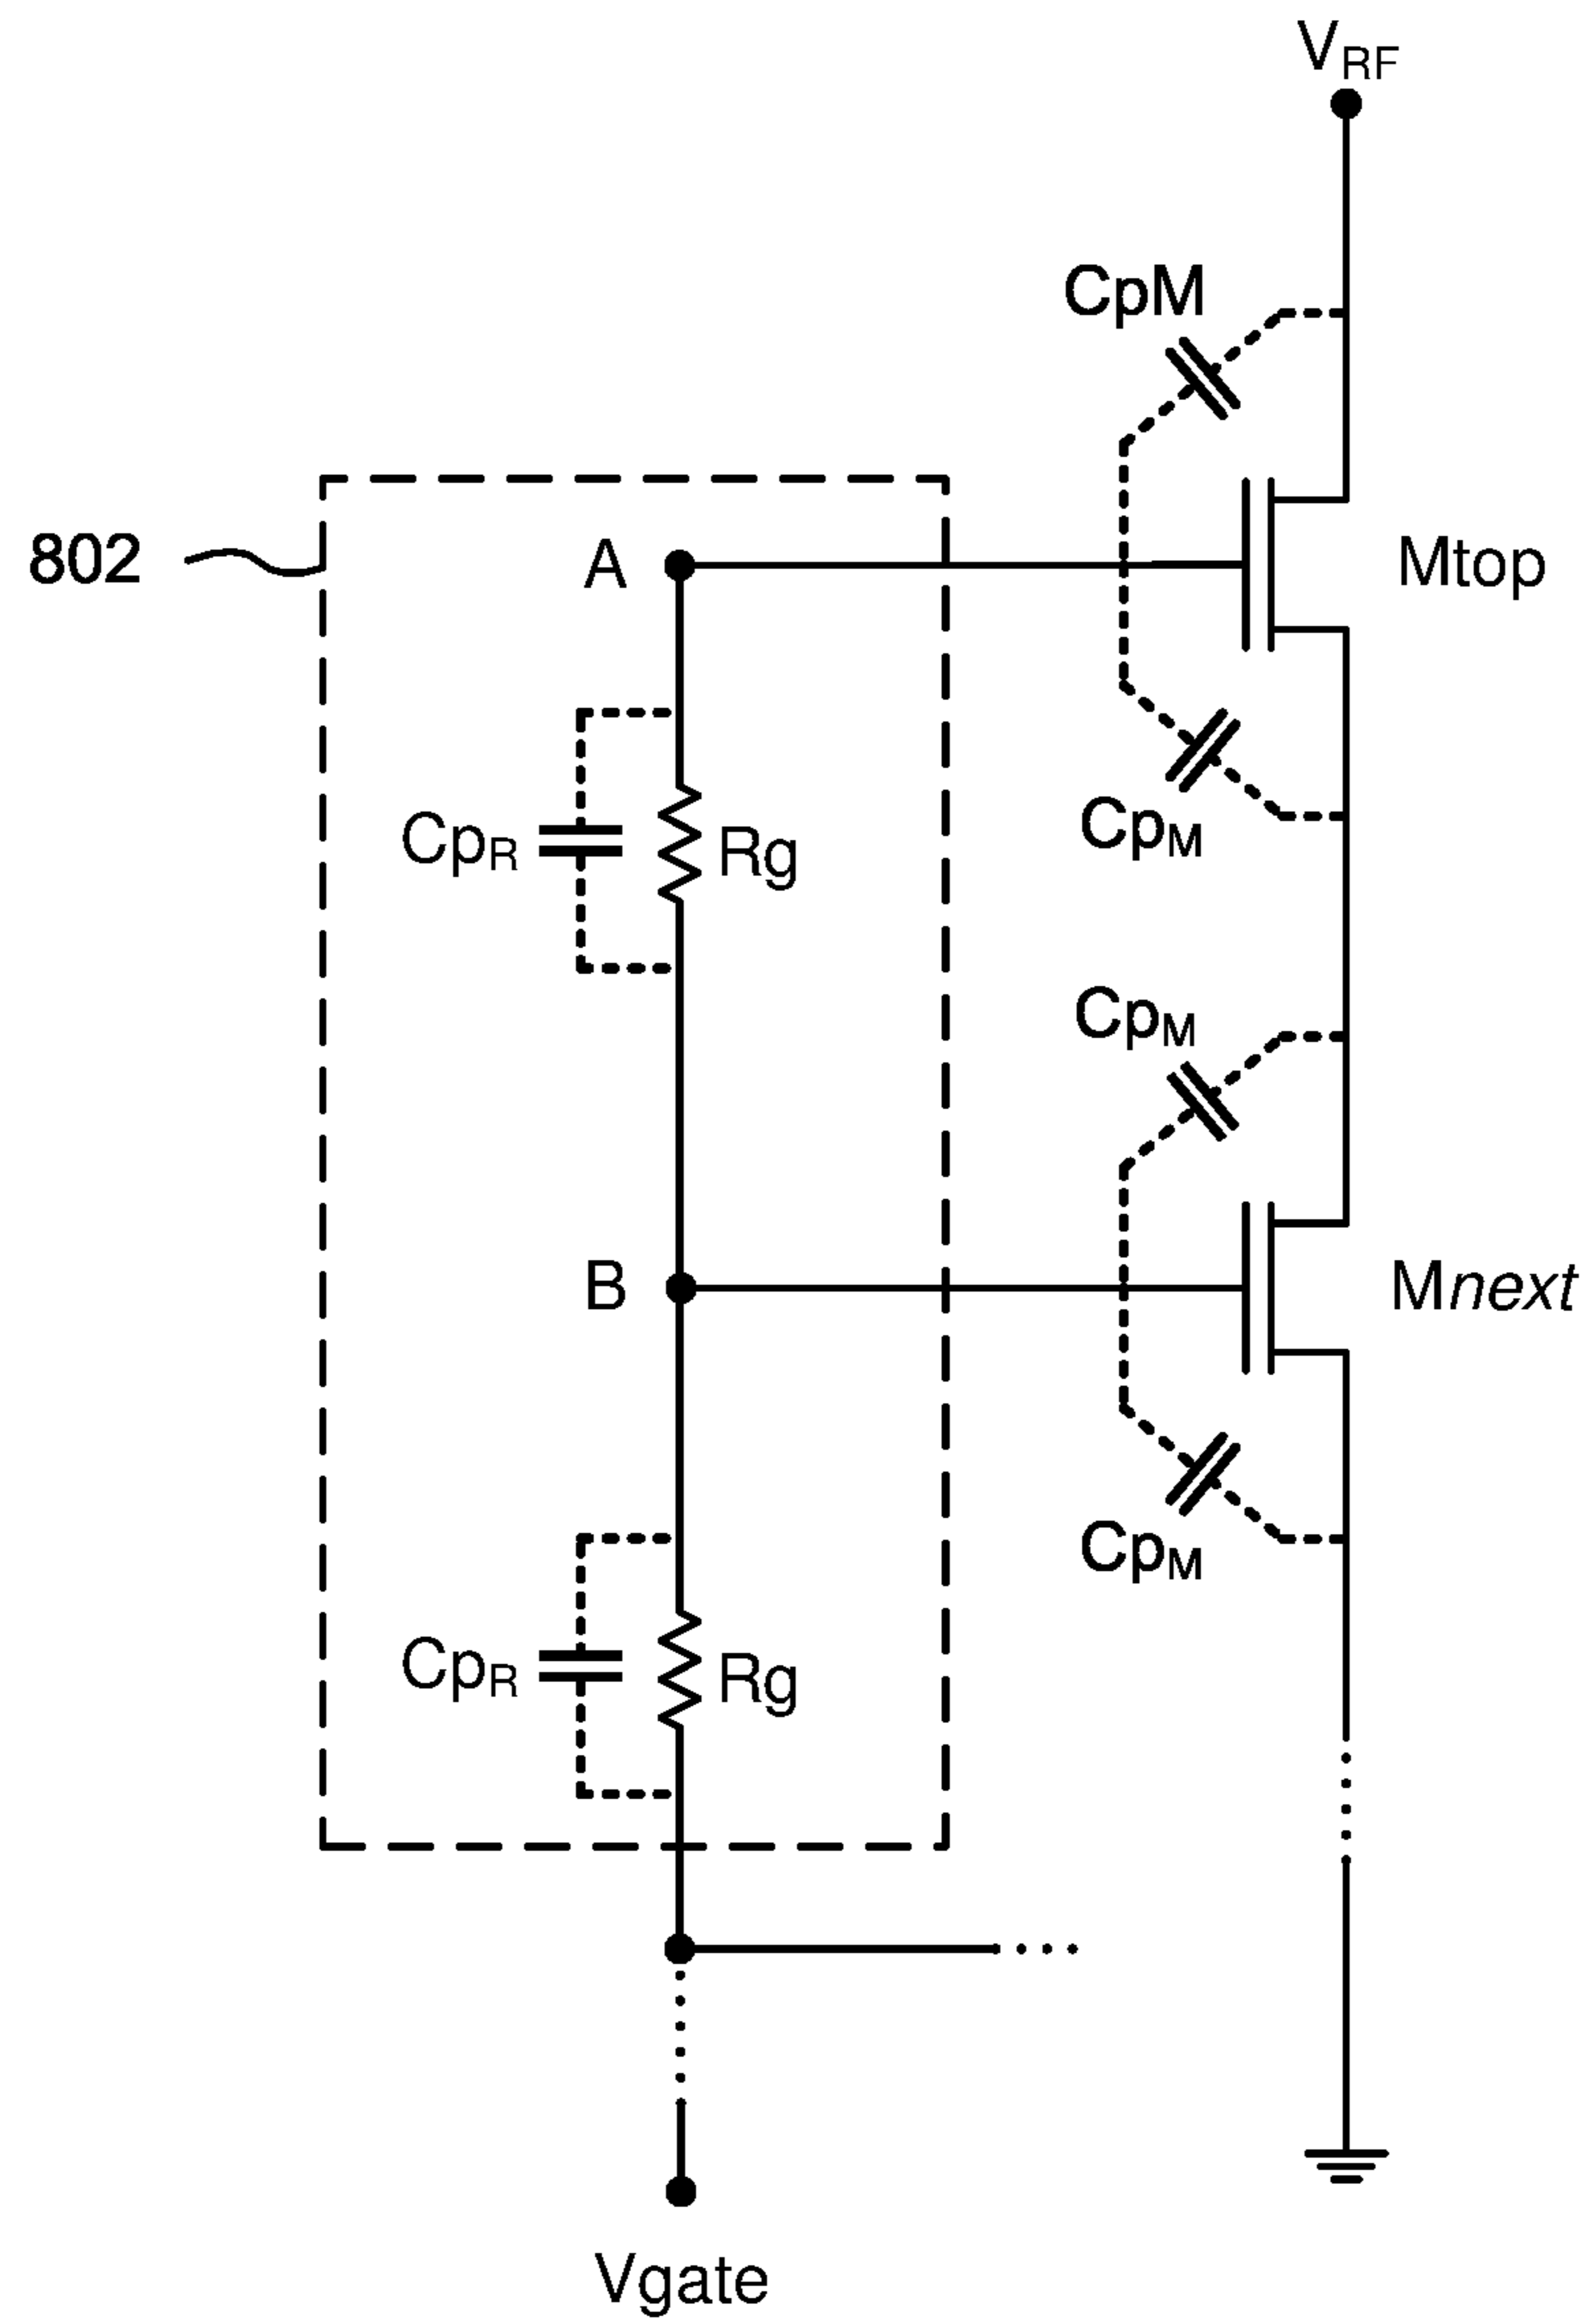 VRF
CpM
802
A
Mtop
CpR
Rg
CpM
CpM
B
Mnext
CpM
CpR
Rg
Vgate